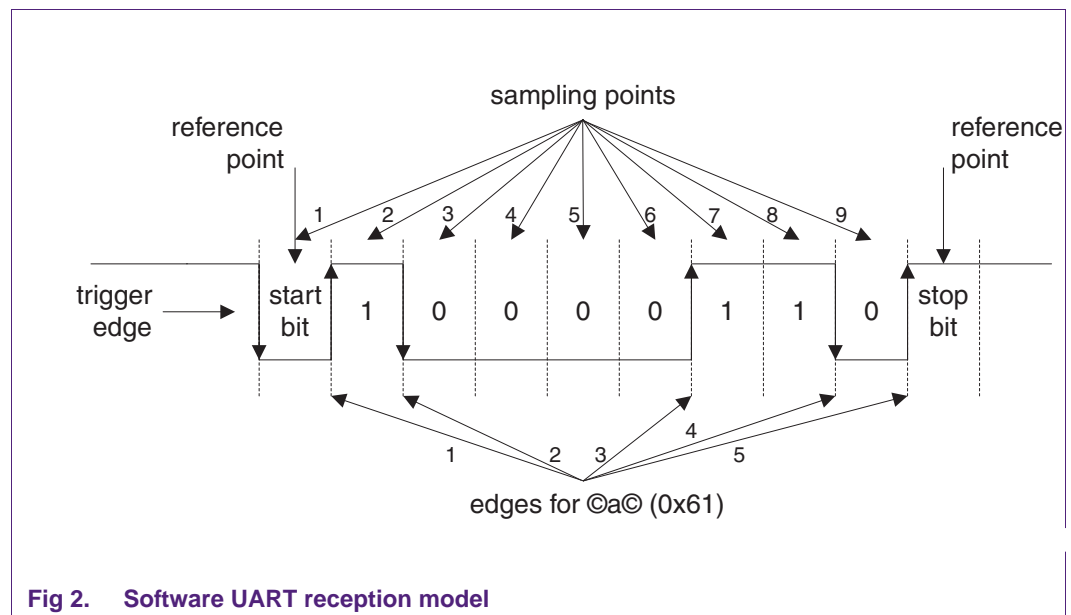 sampling points
reference point
reference point
1 2 3 4 5 6 7 8 9
trigger edge
start bit
1 0 0 0 0 1 1 0
stop bit
1 2 3 4 5
edges for ©a© (0x61)
Fig 2. Software UART reception model